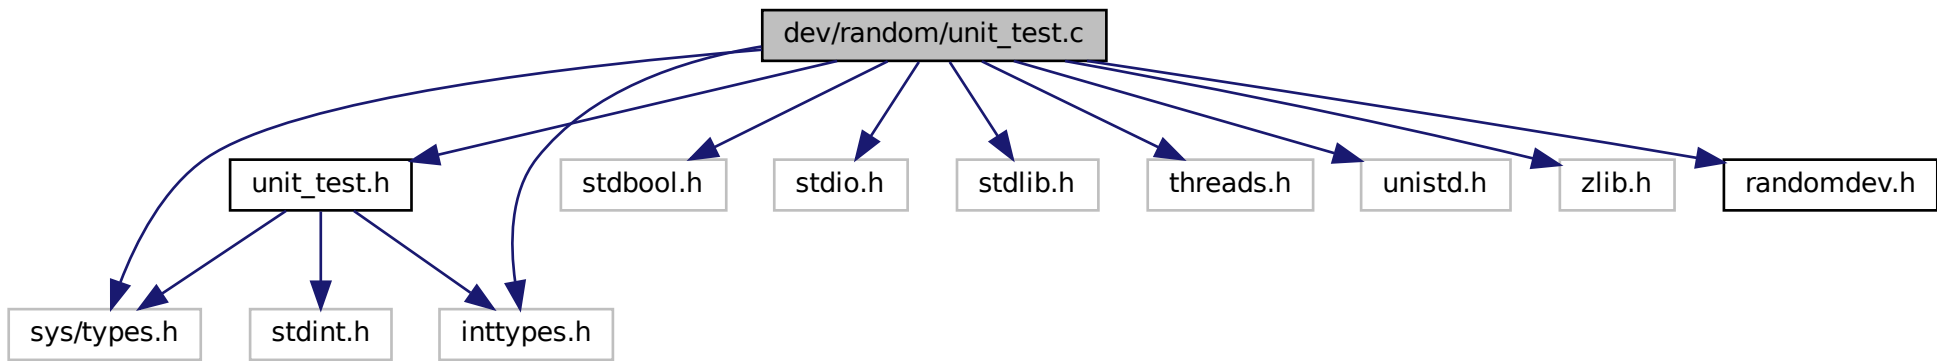 dev/random/unit_test.c
unit_test.h
stdbool.h
stdio.h
stdlib.h
threads.h
unistd.h
zlib.h
randomdev.h
sys/types.h
stdint.h
inttypes.h